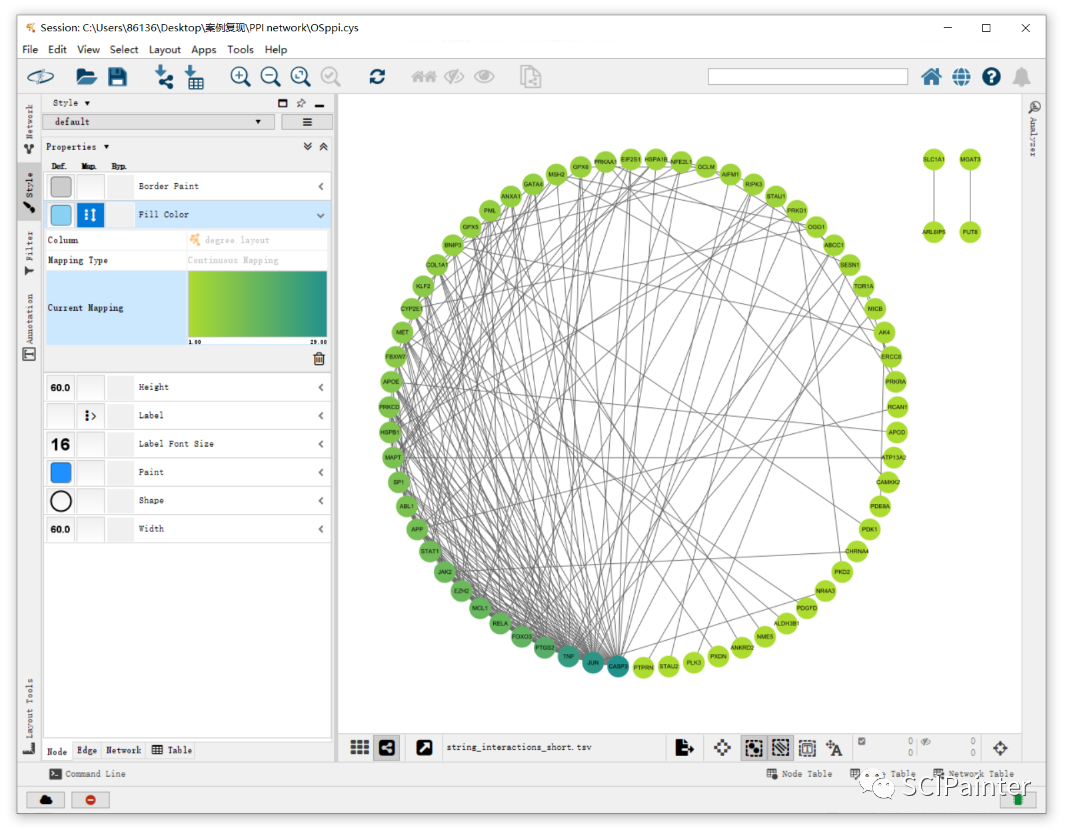 Session: C:\Users\86136\Desktop\案例复现\PPI network\OSppi.cys
File Edit View Select Layout Apps Tools Help
Network
Style
Filter
Annotation
Layout Tools
Style
default
Properties
Def. Map. Byp.
Border Paint
Fill Color
Column degree layout
Mapping Type Continuous Mapping
Current Mapping
1.00 29.00
60.0 Height
Label
16 Label Font Size
Paint
Shape
60.0 Width
Node Edge Network Table
Analyzer
EIF2S1
HSPA1B
NFE2L1
GCLM
AIFM1
RIPK3
STAU1
PRKD1
OGG1
ABCC1
SESN1
TOR1A
MICB
AK4
ERCC8
PRKRA
RCAN1
APOD
ATP13A2
CAMKK2
PDE8A
PDK1
CHRNA4
PKD2
NR4A3
PDGFD
ALDH3B1
NME5
ANKRD2
PXDN
PLK3
STAU2
PTPRN
CASP3
JUN
TNF
PTGS2
FOXO3
RELA
MCL1
EZH2
JAK2
STAT1
APP
ABL1
SP1
MAPT
HSPB1
PRKCD
APOE
FBXW7
MET
CYP2E1
KLF2
COL1A1
BNIP3
GPX5
PML
ANXA1
GATA4
MSH2
GPX6
PRKAA1
SLC1A1 MGAT3
ARL6IP5 FUT8
string_interactions_short.tsv
0 0
0 0
Command Line
Node Table Table Network Table
SCIPainter